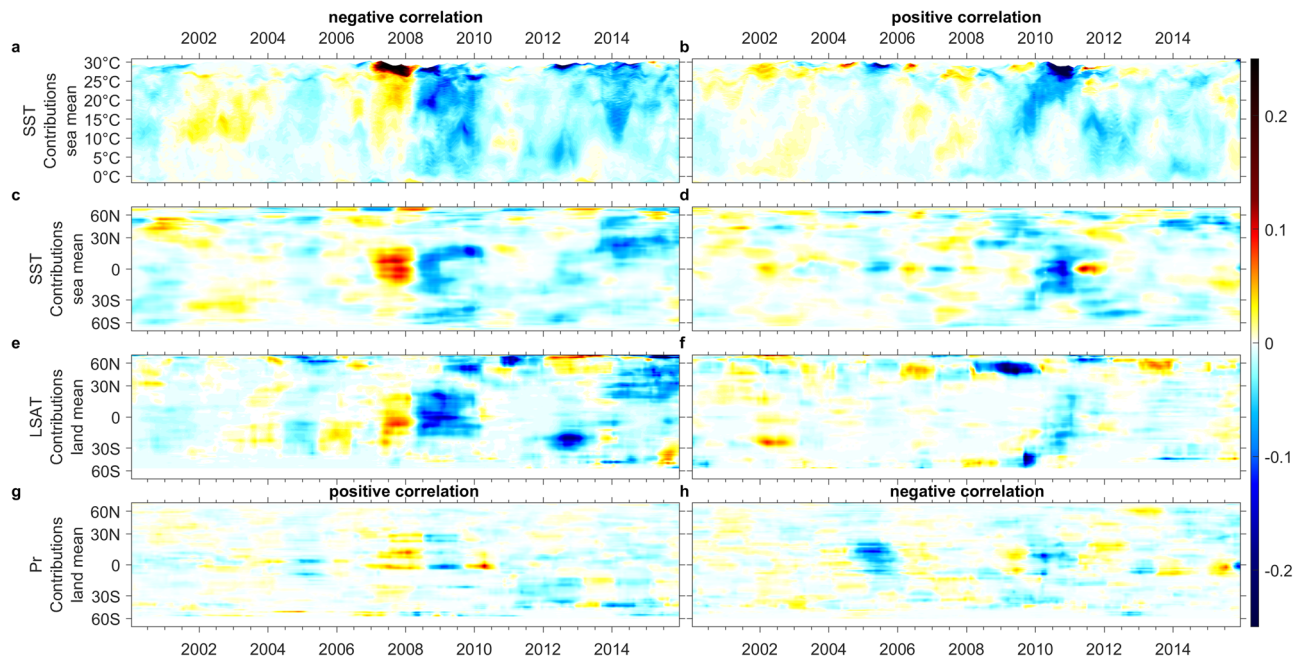 negative correlation
positive correlation
2002 2004 2006 2008 2010 2012 2014
2002 2004 2006 2008 2010 2012 2014
a
b
SST
Contributions
sea mean
30°C
25°C
20°C
15°C
10°C
5°C
0°C
c
d
SST
Contributions
sea mean
60N
30N
0
30S
60S
e
f
LSAT
Contributions
land mean
60N
30N
0
30S
60S
g
positive correlation
h
negative correlation
Pr
Contributions
land mean
60N
30N
0
30S
60S
2002 2004 2006 2008 2010 2012 2014
2002 2004 2006 2008 2010 2012 2014
0.2
0.1
0
-0.1
-0.2